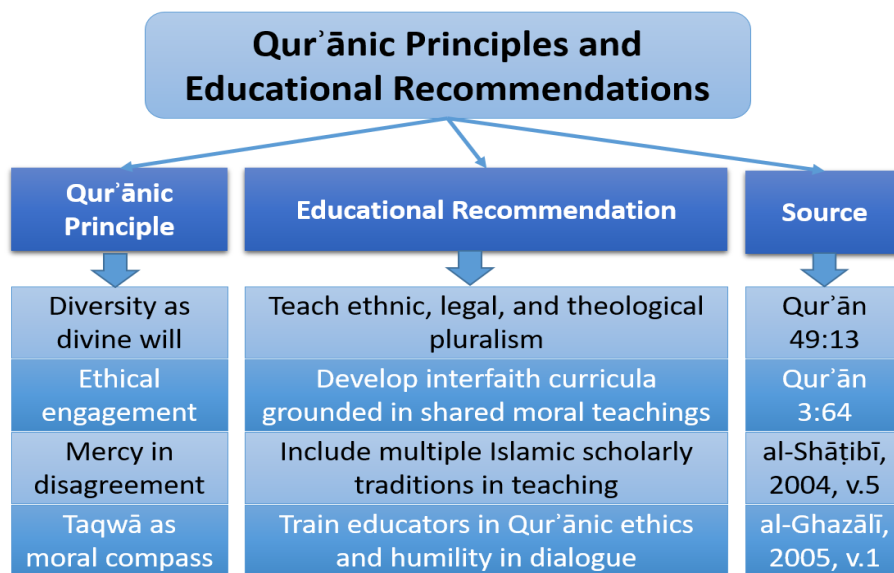 Qurʾānic Principles and
Educational Recommendations
Qurʾānic
Principle
Educational Recommendation
Source
Diversity as
divine will
Teach ethnic, legal, and theological
pluralism
Qurʾān
49:13
Ethical
engagement
Develop interfaith curricula
grounded in shared moral teachings
Qurʾān
3:64
Mercy in
disagreement
Include multiple Islamic scholarly
traditions in teaching
al-Shāṭibī,
2004, v.5
Taqwā as
moral compass
Train educators in Qurʾānic ethics
and humility in dialogue
al-Ghazālī,
2005, v.1